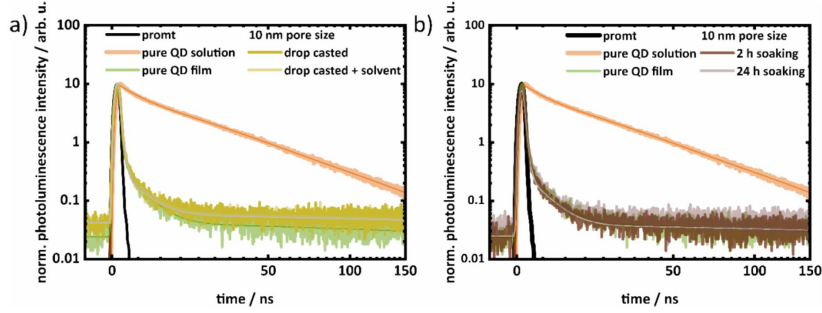 a)
norm. photoluminescence intensity / arb. u.
100
10
1
0.1
0.01
promt
pure QD solution
pure QD film
10 nm pore size
drop casted
drop casted + solvent
0
50
100
150
time / ns
b)
norm. photoluminescence intensity / arb. u.
100
10
1
0.1
0.01
promt
pure QD solution
pure QD film
10 nm pore size
2 h soaking
24 h soaking
0
50
100
150
time / ns